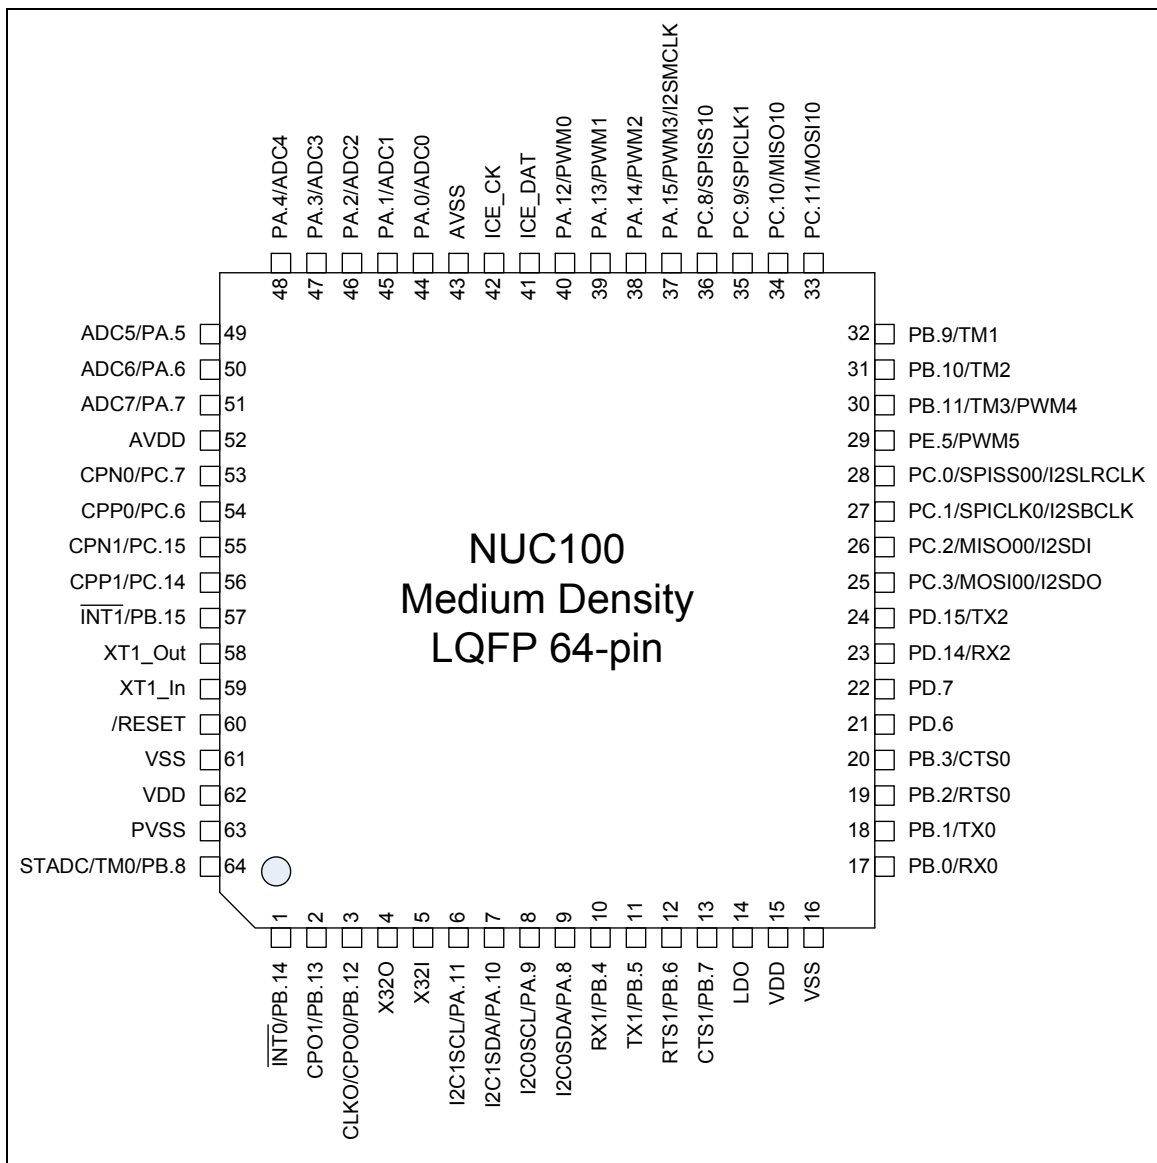 PA.4/ADC4
PA.3/ADC3
PA.2/ADC2
PA.1/ADC1
PA.0/ADC0
AVSS
ICE_CK
ICE_DAT
PA.12/PWM0
PA.13/PWM1
PA.14/PWM2
PA.15/PWM3/I2SMCLK
PC.8/SPISS10
PC.9/SPICLK1
PC.10/MISO10
PC.11/MOSI10
48 47 46 45 44 43 42 41 40 39 38 37 36 35 34 33
ADC5/PA.5 49
ADC6/PA.6 50
ADC7/PA.7 51
AVDD 52
CPN0/PC.7 53
CPP0/PC.6 54
CPN1/PC.15 55
CPP1/PC.14 56
INT1/PB.15 57
XT1_Out 58
XT1_In 59
/RESET 60
VSS 61
VDD 62
PVSS 63
STADC/TM0/PB.8 64
NUC100
Medium Density
LQFP 64-pin
32 PB.9/TM1
31 PB.10/TM2
30 PB.11/TM3/PWM4
29 PE.5/PWM5
28 PC.0/SPISS00/I2SLRCLK
27 PC.1/SPICLK0/I2SBCLK
26 PC.2/MISO00/I2SDI
25 PC.3/MOSI00/I2SDO
24 PD.15/TX2
23 PD.14/RX2
22 PD.7
21 PD.6
20 PB.3/CTS0
19 PB.2/RTS0
18 PB.1/TX0
17 PB.0/RX0
1 2 3 4 5 6 7 8 9 10 11 12 13 14 15 16
INT0/PB.14
CPO1/PB.13
CLKO/CPO0/PB.12
X32O
X32I
I2C1SCL/PA.11
I2C1SDA/PA.10
I2C0SCL/PA.9
I2C0SDA/PA.8
RX1/PB.4
TX1/PB.5
RTS1/PB.6
CTS1/PB.7
LDO
VDD
VSS